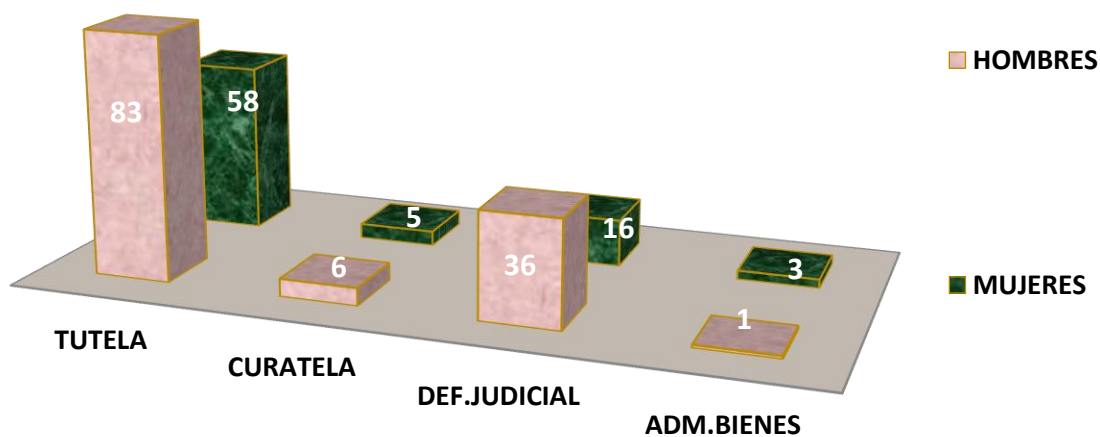 HOMBRES
83
58
5
6
36
16
3
1
MUJERES
TUTELA
CURATELA
DEF.JUDICIAL
ADM.BIENES